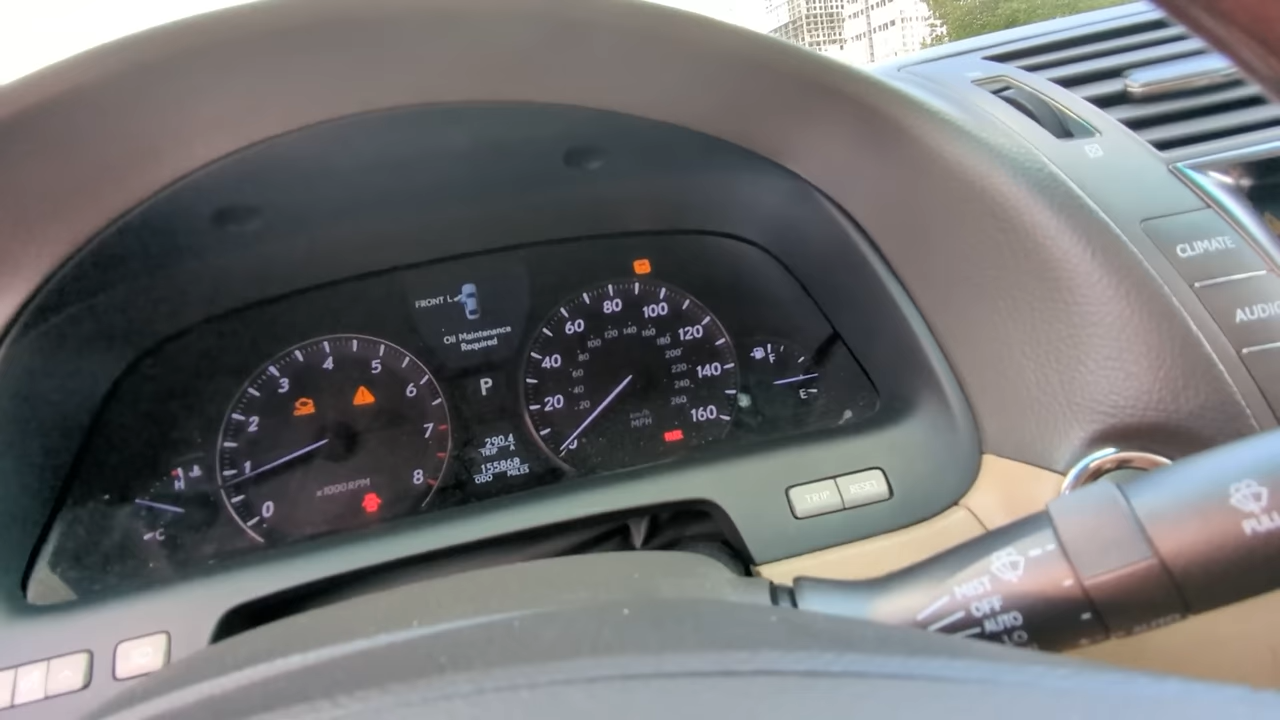 FRONT L
Oil Maintenance
Required
P
290.4
TRIP A
155868
ODO MILES
0
1
2
3
4
5
6
7
8
x1000 RPM
H
C
0
20
40
60
80
100
120
140
160
20
40
60
80
100
120
140
160
180
200
220
240
260
km/h
MPH
F
E
TRIP
RESET
CLIMATE
AUDIO
MIST
OFF
AUTO
LO
PULL